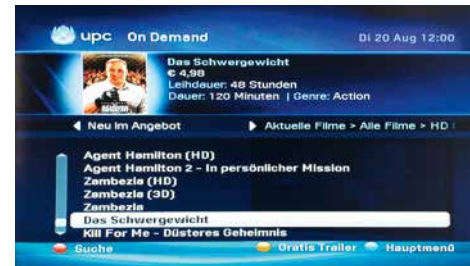 upc On Demand
Di 20 Aug 12:00
Das Schwergewicht
€ 4,98
Leihdauer: 48 Stunden
Dauer: 120 Minuten | Genre: Action
Neu im Angebot
Aktuelle Filme > Alle Filme > HD
Agent Hamilton (HD)
Agent Hamilton 2 - In persönlicher Mission
Zambezia (HD)
Zambezia (3D)
Zambezia
Das Schwergewicht
Kill For Me - Düsteres Geheimnis
Suche
Gratis Trailer
Hauptmenü